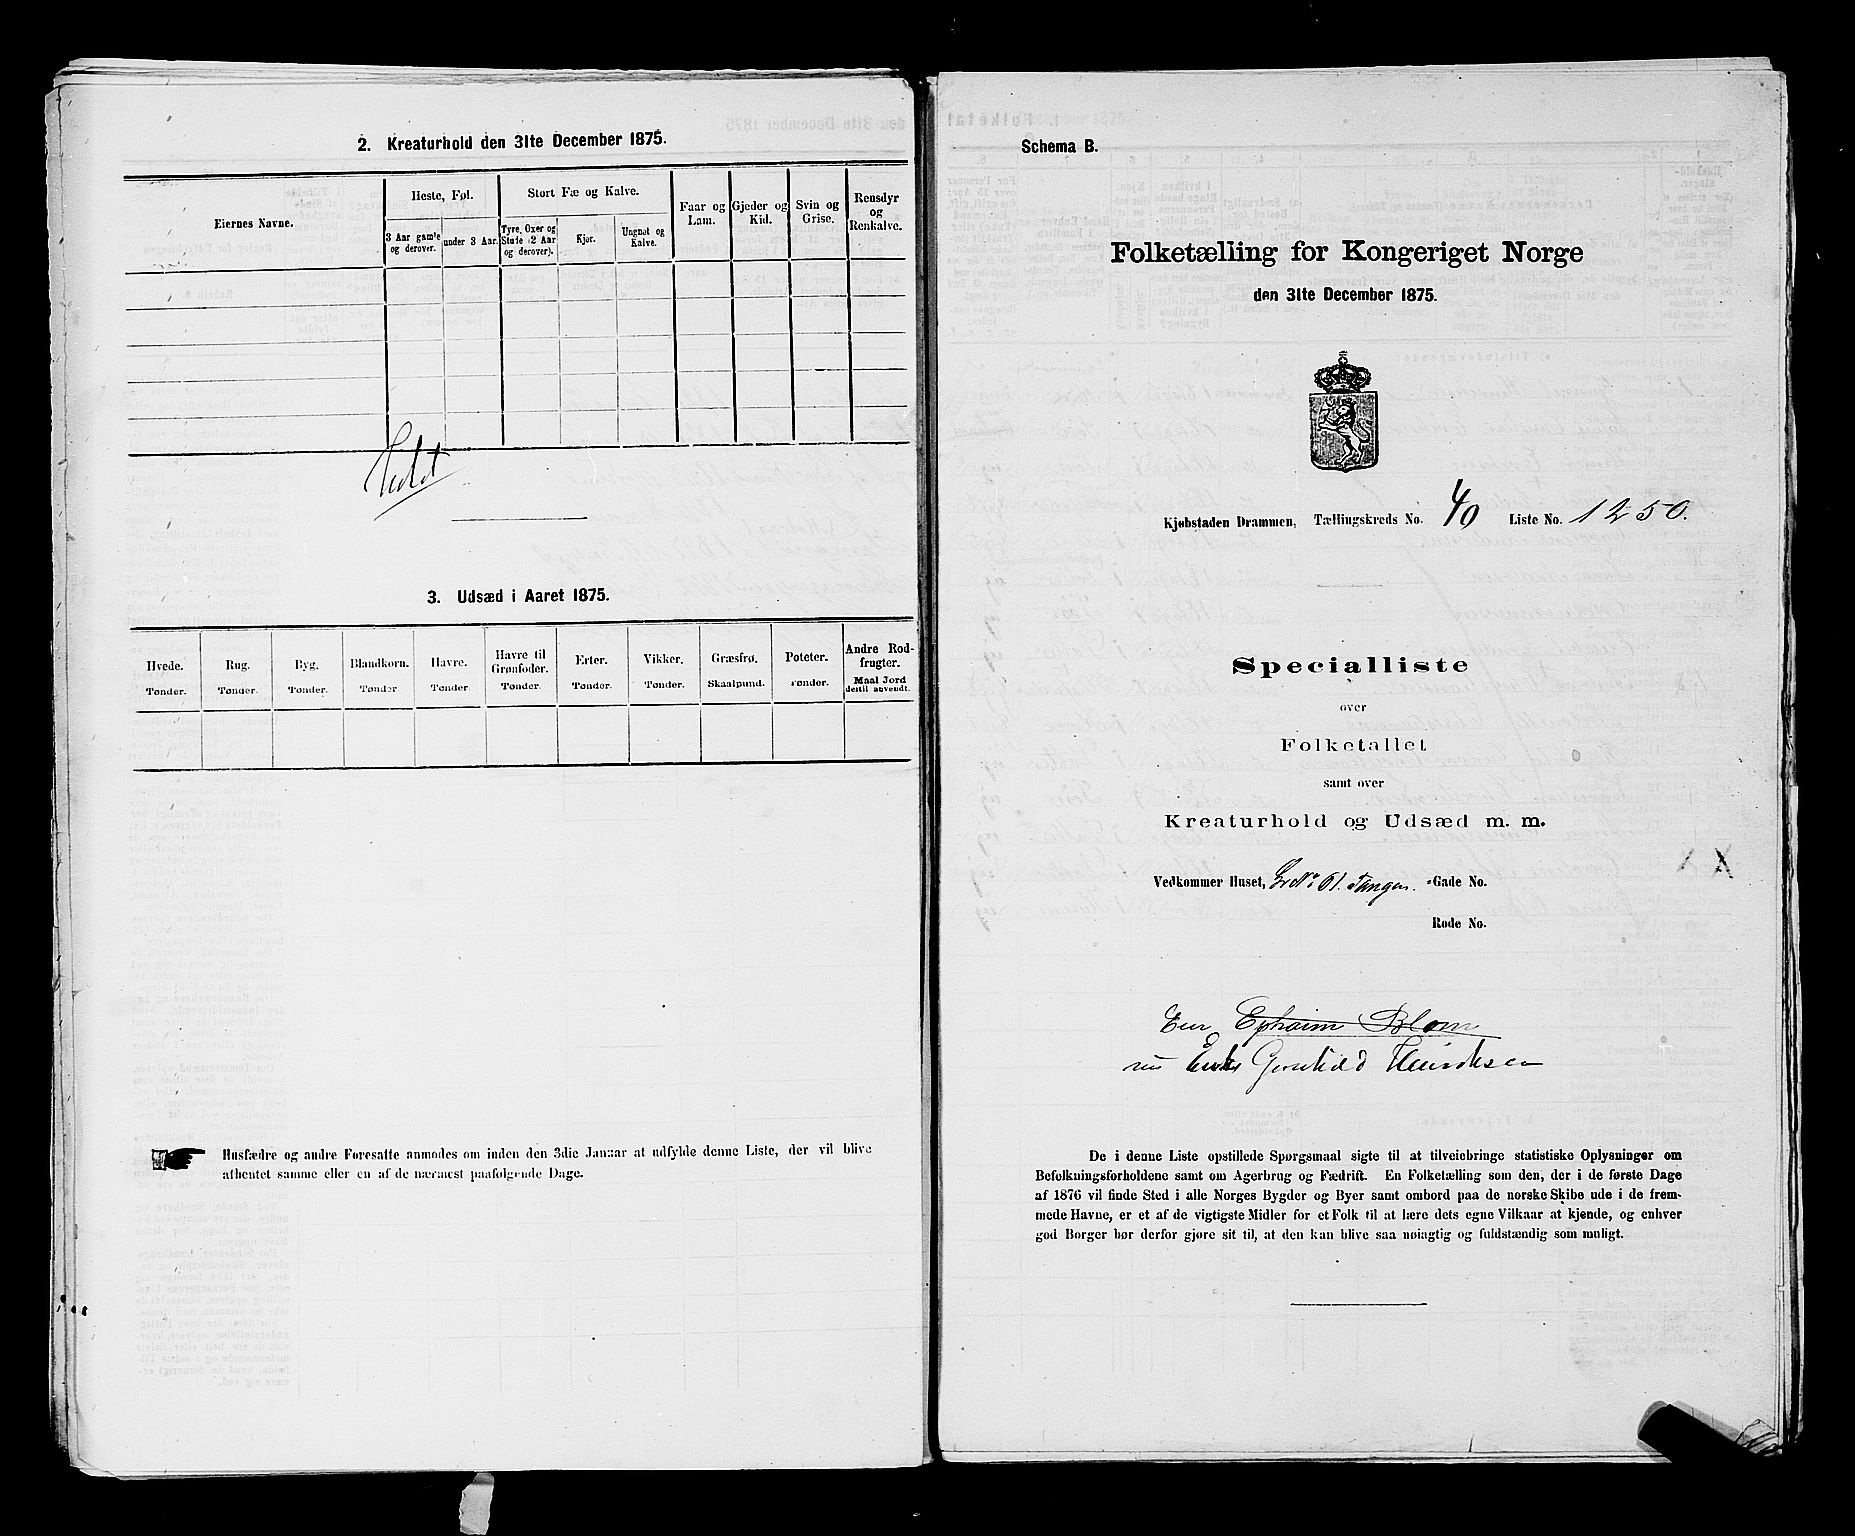 2. Kreaturhold den 31te December 1875.
Eiernes Navne.
Heste, Føl.
3 Aar gamle og derover.
under 3 Aar.
Stort Fæ og Kalve.
Tyre, Oxer og Stude (2 Aar og derover).
Kjør.
Ungnøt og Kalve.
Faar og Lam.
Gjeder og Kid.
Svin og Grise.
Rensdyr og Renkalve.
3. Udsæd i Aaret 1875.
Hvede. Tønder.
Rug. Tønder.
Byg. Tønder.
Blandkorn. Tønder
Havre. Tønder.
Havre til Grønfoder. Tønder.
Erter. Tønder.
Vikker. Tønder.
Græsfrø. Skaalpund.
Poteter. Tønder.
Andre Rodfrugter. Maal Jord dertil anvendt.
Husfædre og andre Foresatte anmodes om inden den 3die Januar at udfylde denne Liste, der vil blive
afhentet samme eller en af de nærmest paafølgende Dage.
Schema B.
Folketælling for Kongeriget Norge
den 31te December 1875.
Kjøbstaden Drammen, Tællingskreds No. 40 Liste No. 1250.
Specialliste
over
Folketallet
samt over
Kreaturhold og Udsæd m. m.
Vedkommer Huset, Gr No. 61. Tangen. -Gade No.
Rode No.
Eier Ephraim Blom
nu Enke Gunhild Henriksen
De i denne Liste opstillede Spørgsmaal sigte til at tilveiebringe statistiske Oplysninger om
Befolkningsforholdene samt om Agerbrug og Fædrift. En Folketælling som den, der i de første Dage
af 1876 vil finde Sted i alle Norges Bygder og Byer samt ombord paa de norske Skibe ude i de frem-
mede Havne, er et af de vigtigste Midler for et Folk til at lære dets egne Vilkaar at kjende, og enhver
god Borger bør derfor gjøre sit til, at den kan blive saa nøiagtig og fuldstændig som muligt.